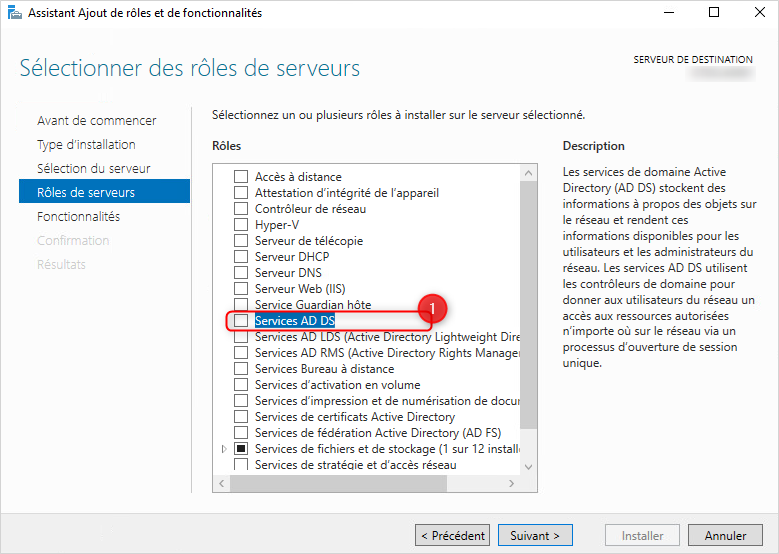 Assistant Ajout de rôles et de fonctionnalités
Sélectionner des rôles de serveurs
SERVEUR DE DESTINATION
Avant de commencer
Type d'installation
Sélection du serveur
Rôles de serveurs
Fonctionnalités
Confirmation
Résultats
Sélectionnez un ou plusieurs rôles à installer sur le serveur sélectionné.
Rôles
Accès à distance
Attestation d'intégrité de l'appareil
Contrôleur de réseau
Hyper-V
Serveur de télécopie
Serveur DHCP
Serveur DNS
Serveur Web (IIS)
Service Guardian hôte
1
Services AD DS
Services AD LDS (Active Directory Lightweight Dire
Services AD RMS (Active Directory Rights Manager
Services Bureau à distance
Services d'activation en volume
Services d'impression et de numérisation de docu
Services de certificats Active Directory
Services de fédération Active Directory (AD FS)
Services de fichiers et de stockage (1 sur 12 install
Services de stratégie et d'accès réseau
Description
Les services de domaine Active
Directory (AD DS) stockent des
informations à propos des objets sur
le réseau et rendent ces
informations disponibles pour les
utilisateurs et les administrateurs du
réseau. Les services AD DS utilisent
les contrôleurs de domaine pour
donner aux utilisateurs du réseau un
accès aux ressources autorisées
n'importe où sur le réseau via un
processus d'ouverture de session
unique.
< Précédent
Suivant >
Installer
Annuler